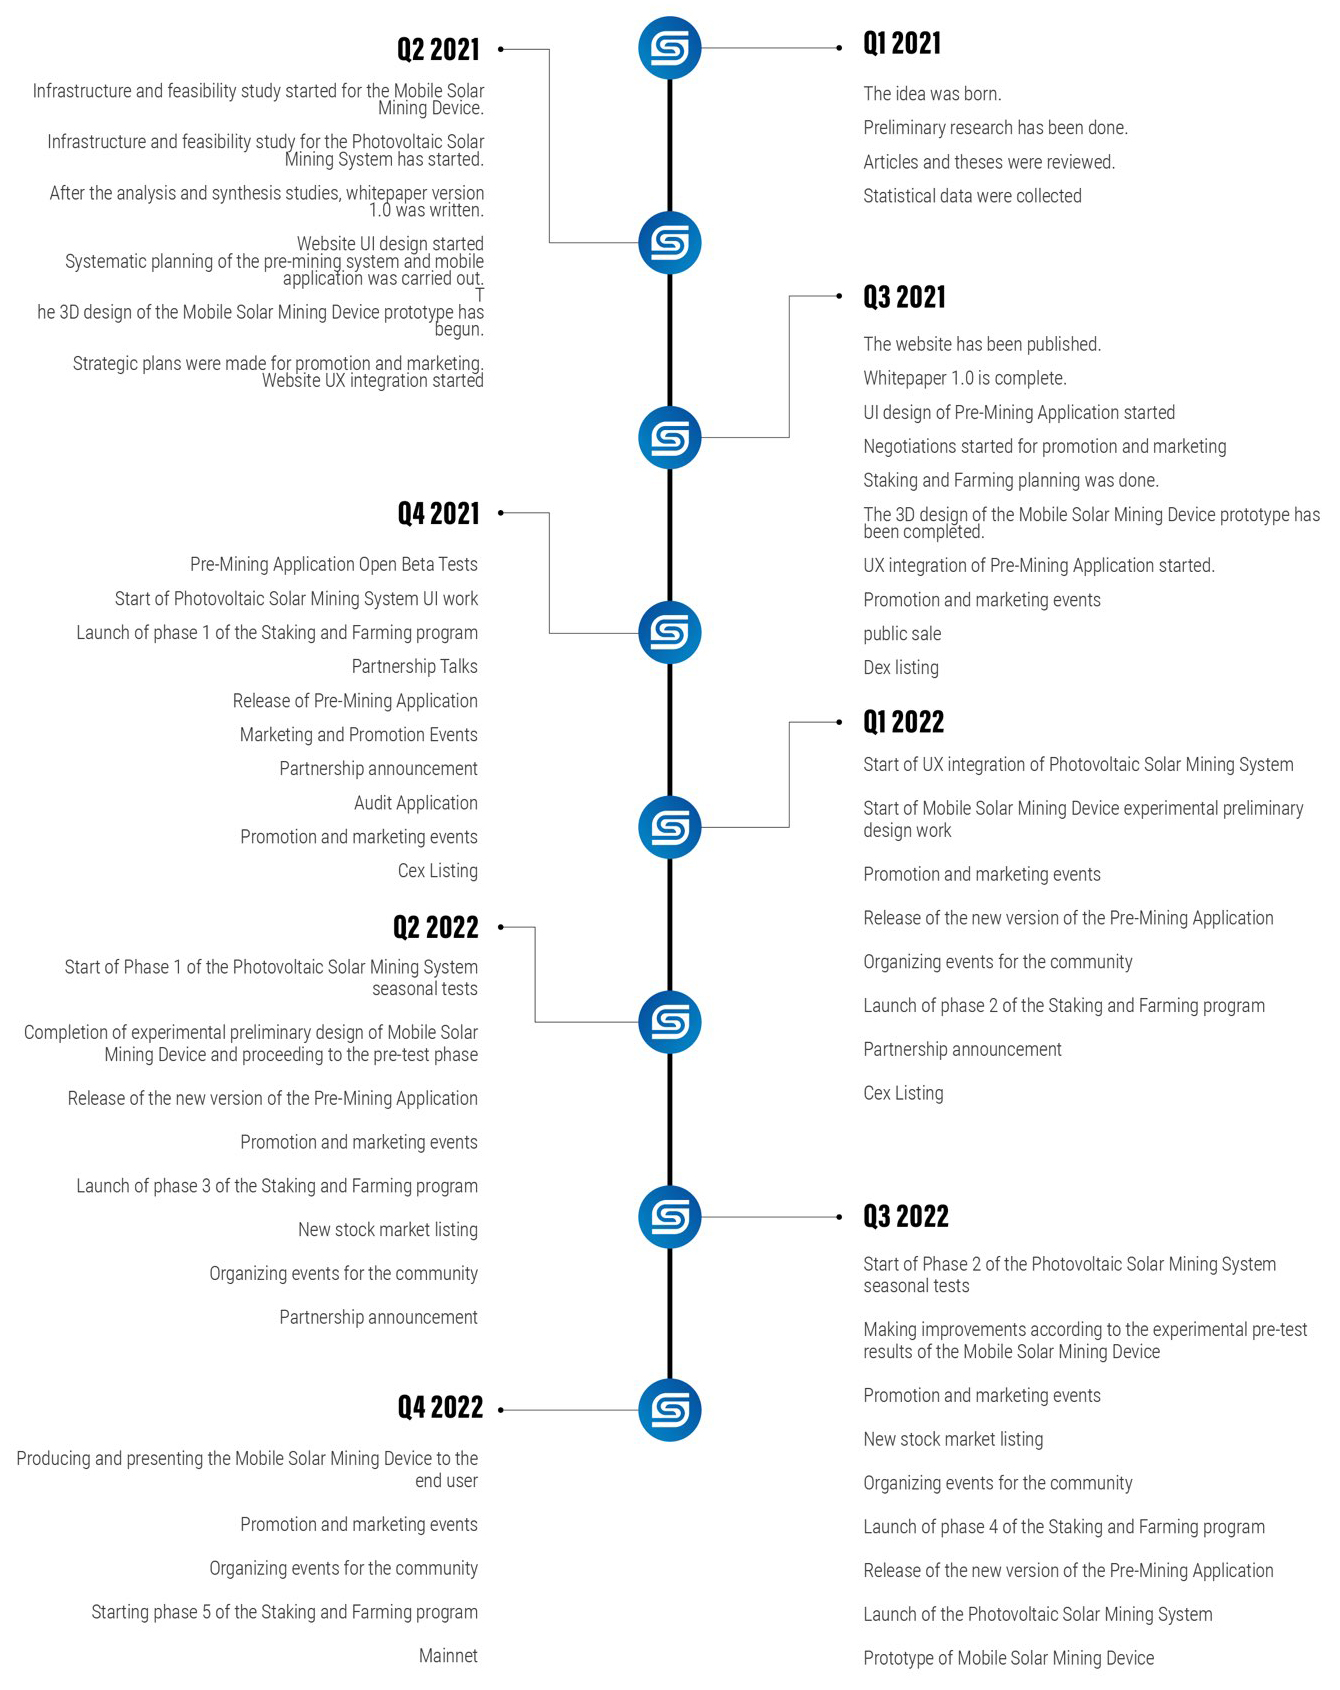 Q1 2021
The idea was born.
Preliminary research has been done.
Articles and theses were reviewed.
Statistical data were collected
Q2 2021
Infrastructure and feasibility study started for the Mobile Solar
Mining Device.
Infrastructure and feasibility study for the Photovoltaic Solar
Mining System has started.
After the analysis and synthesis studies, whitepaper version
1.0 was written.
Website UI design started
Systematic planning of the pre-mining system and mobile
application was carried out.
T
he 3D design of the Mobile Solar Mining Device prototype has
begun.
Strategic plans were made for promotion and marketing.
Website UX integration started
Q3 2021
The website has been published.
Whitepaper 1.0 is complete.
UI design of Pre-Mining Application started
Negotiations started for promotion and marketing
Staking and Farming planning was done.
The 3D design of the Mobile Solar Mining Device prototype has
been completed.
UX integration of Pre-Mining Application started.
Promotion and marketing events
public sale
Dex listing
Q4 2021
Pre-Mining Application Open Beta Tests
Start of Photovoltaic Solar Mining System UI work
Launch of phase 1 of the Staking and Farming program
Partnership Talks
Release of Pre-Mining Application
Marketing and Promotion Events
Partnership announcement
Audit Application
Promotion and marketing events
Cex Listing
Q1 2022
Start of UX integration of Photovoltaic Solar Mining System
Start of Mobile Solar Mining Device experimental preliminary
design work
Promotion and marketing events
Release of the new version of the Pre-Mining Application
Organizing events for the community
Launch of phase 2 of the Staking and Farming program
Partnership announcement
Cex Listing
Q2 2022
Start of Phase 1 of the Photovoltaic Solar Mining System
seasonal tests
Completion of experimental preliminary design of Mobile Solar
Mining Device and proceeding to the pre-test phase
Release of the new version of the Pre-Mining Application
Promotion and marketing events
Launch of phase 3 of the Staking and Farming program
New stock market listing
Organizing events for the community
Partnership announcement
Q3 2022
Start of Phase 2 of the Photovoltaic Solar Mining System
seasonal tests
Making improvements according to the experimental pre-test
results of the Mobile Solar Mining Device
Promotion and marketing events
New stock market listing
Organizing events for the community
Launch of phase 4 of the Staking and Farming program
Release of the new version of the Pre-Mining Application
Launch of the Photovoltaic Solar Mining System
Prototype of Mobile Solar Mining Device
Q4 2022
Producing and presenting the Mobile Solar Mining Device to the
end user
Promotion and marketing events
Organizing events for the community
Starting phase 5 of the Staking and Farming program
Mainnet